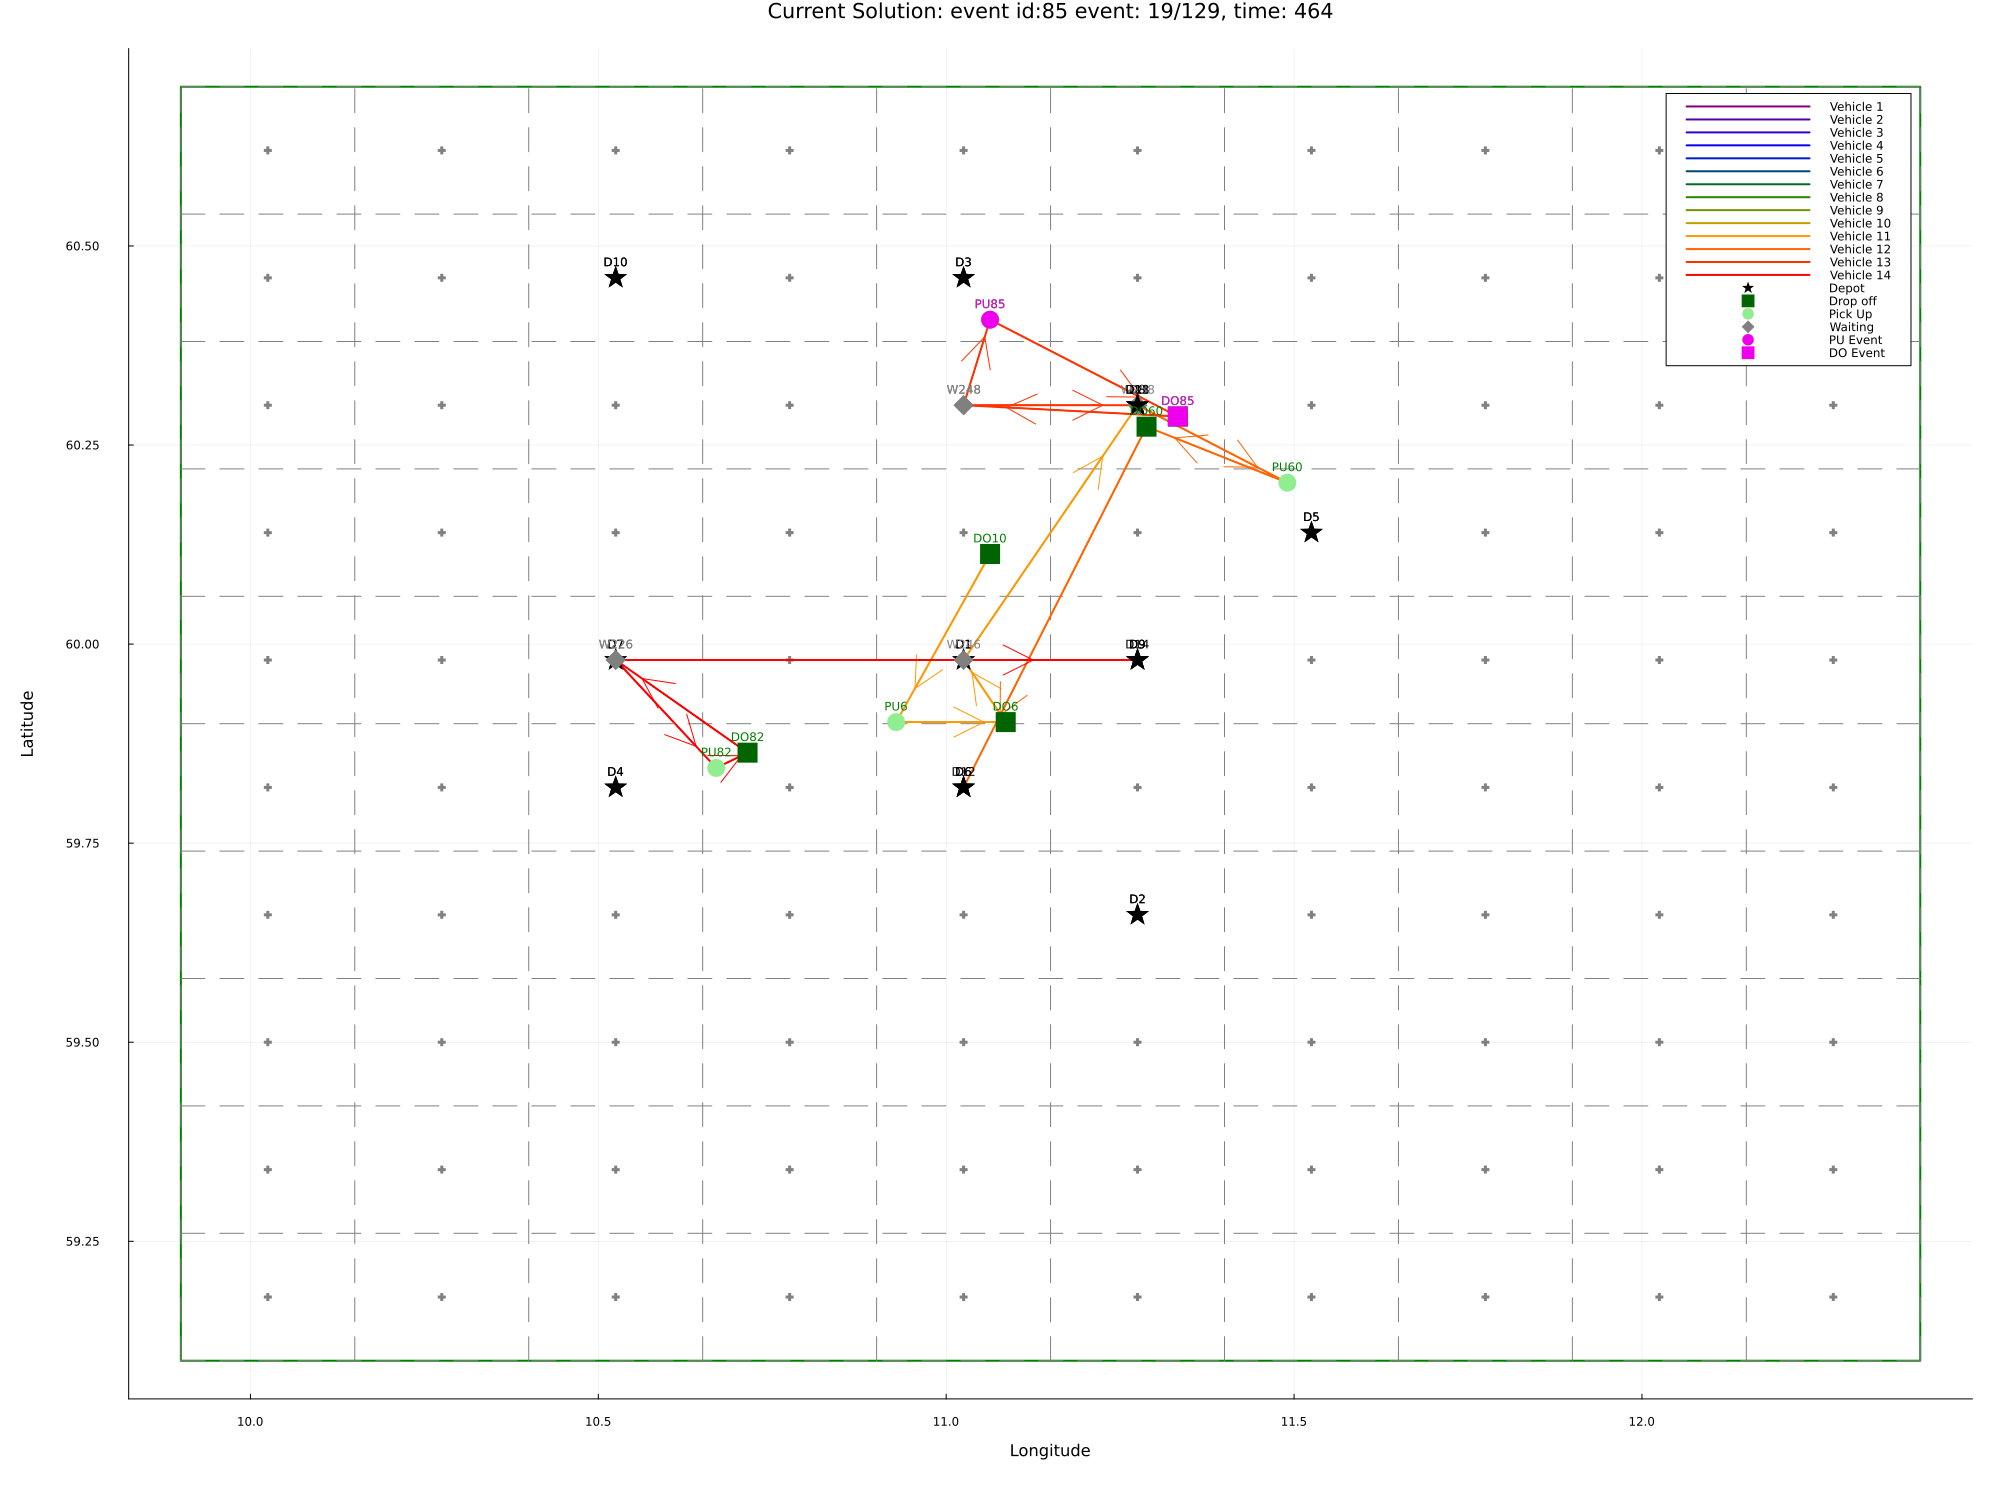 Current Solution: event id:85 event: 19/129, time: 464
Vehicle 1
Vehicle 2
Vehicle 3
Vehicle 4
Vehicle 5
Vehicle 6
Vehicle 7
Vehicle 8
Vehicle 9
Vehicle 10
Vehicle 11
Vehicle 12
Vehicle 13
Vehicle 14
Depot
Drop off
Pick Up
Waiting
PU Event
DO Event
60.50
D10
D3
PU85
W248
DO85
DO60
60.25
PU60
D5
DO10
60.00
D1
PU6
DO6
DO82
PU82
D4
59.75
D2
59.50
59.25
10.0
10.5
11.0
11.5
12.0
Longitude
Latitude